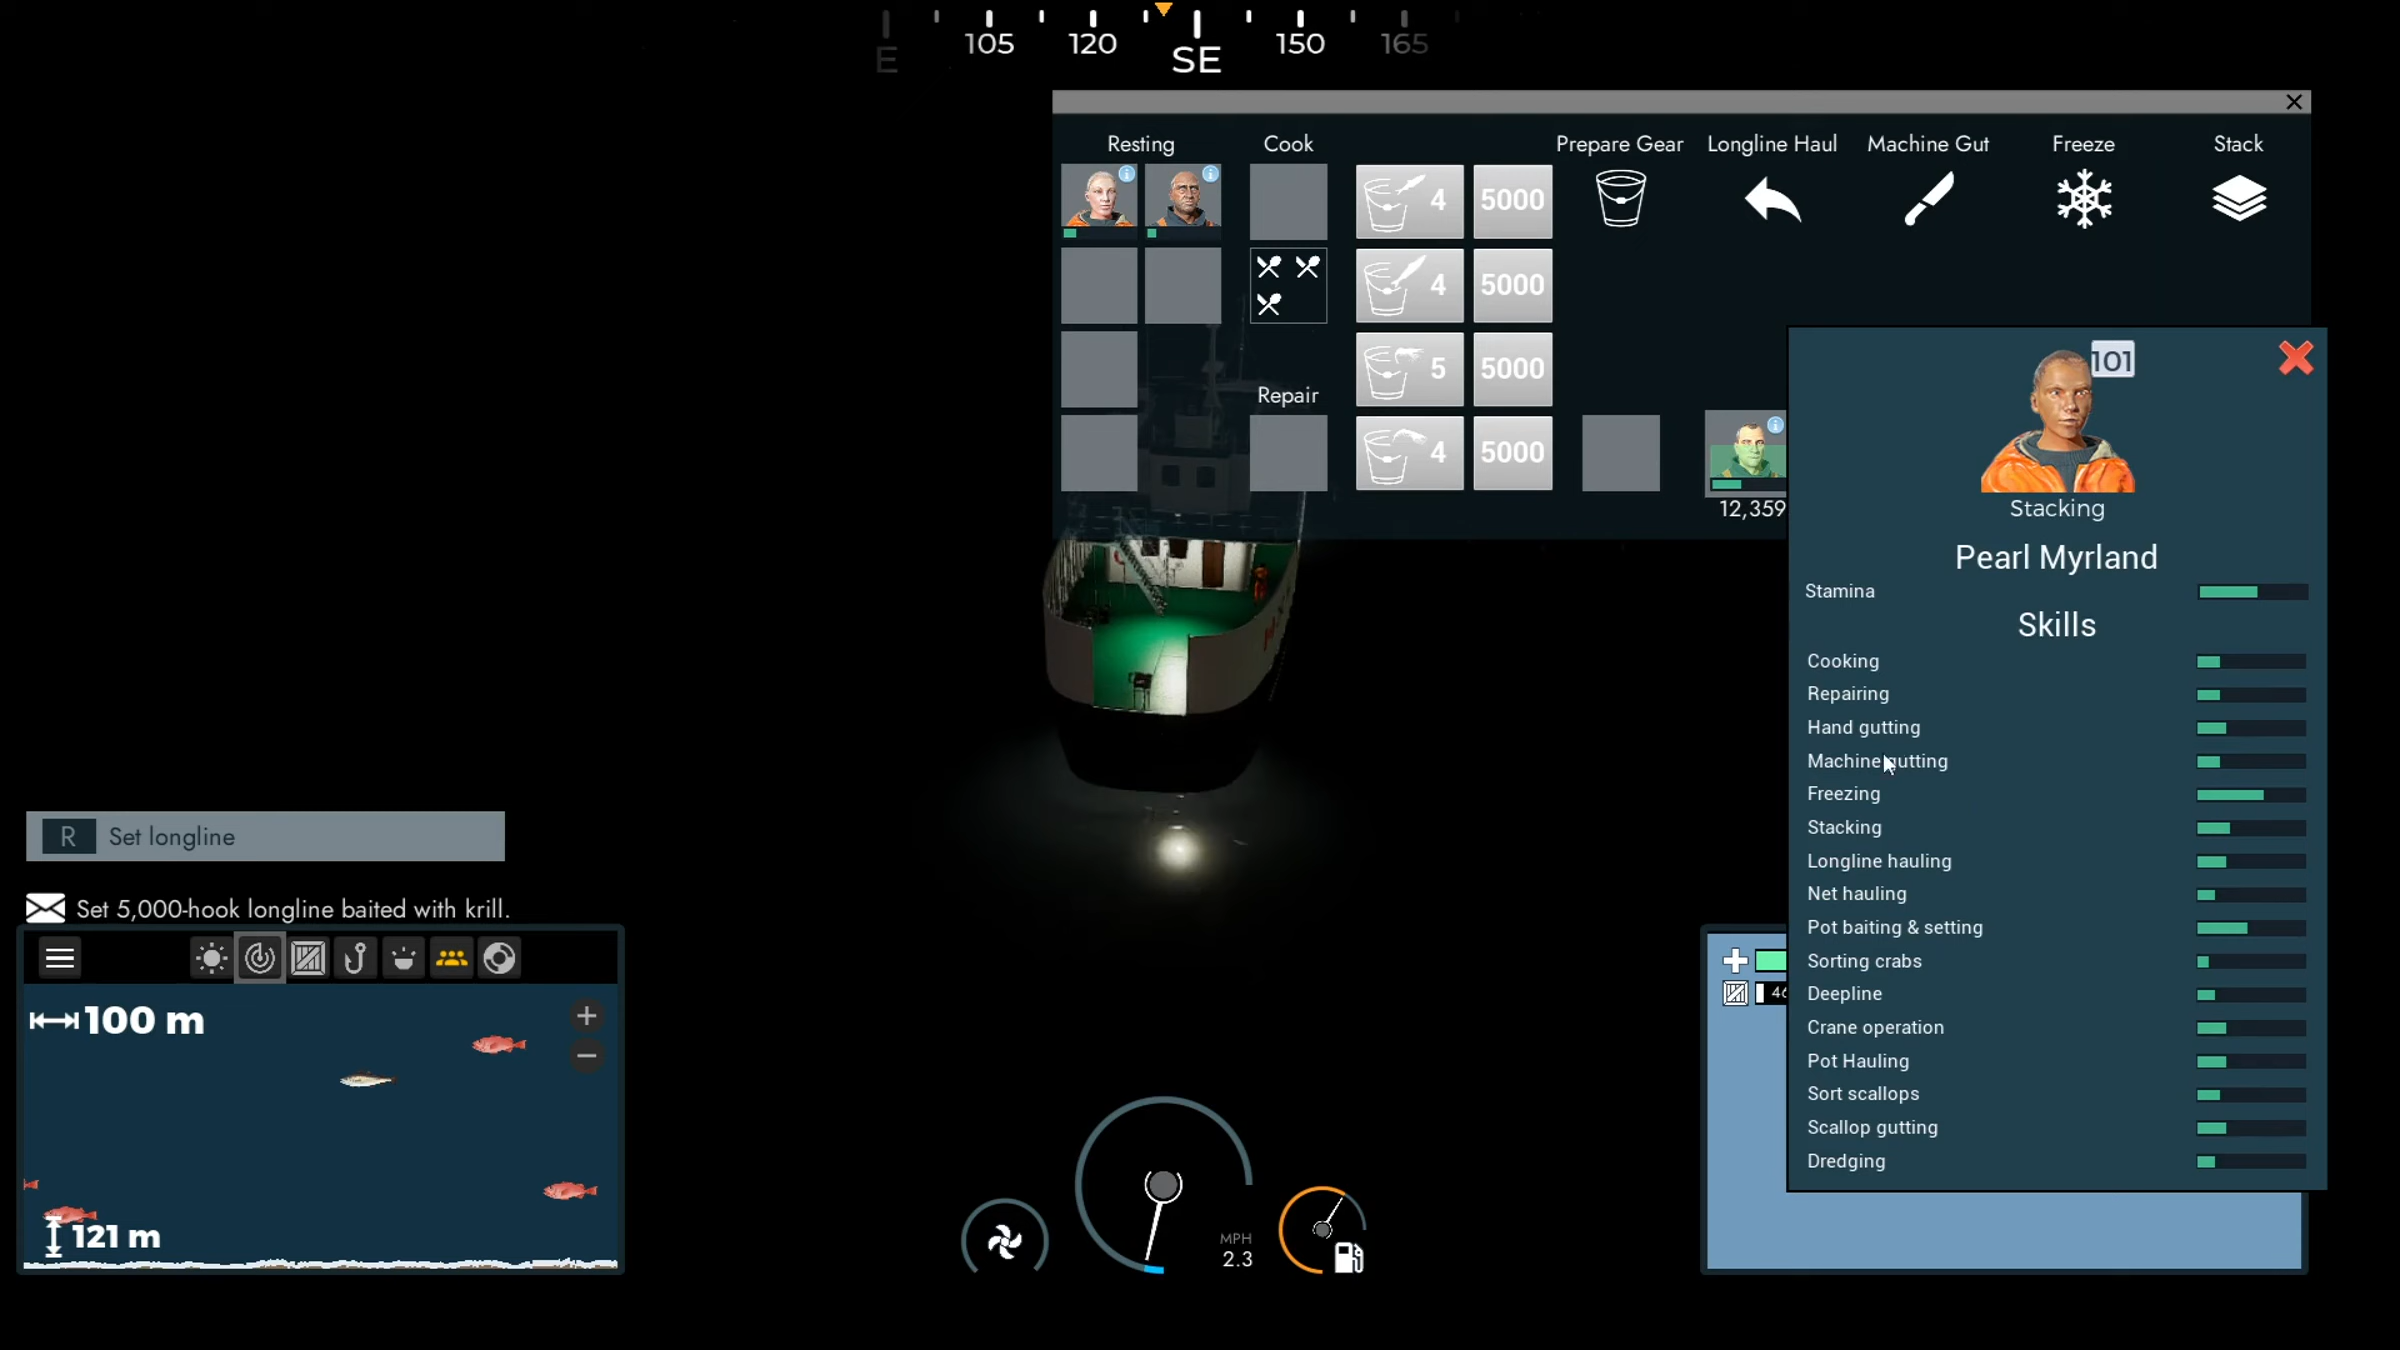 E 105 120 SE 150 165
Resting Cook Prepare Gear Longline Haul Machine Gut Freeze Stack
4 5000
4 5000
5 5000
Repair
4 5000
12,359
101
Stacking
Pearl Myrland
Stamina
Skills
Cooking
Repairing
Hand gutting
Machine gutting
Freezing
Stacking
Longline hauling
Net hauling
Pot baiting & setting
Sorting crabs
Deepline
Crane operation
Pot Hauling
Sort scallops
Scallop gutting
Dredging
R Set longline
Set 5,000-hook longline baited with krill.
100 m
121 m
MPH
2.3